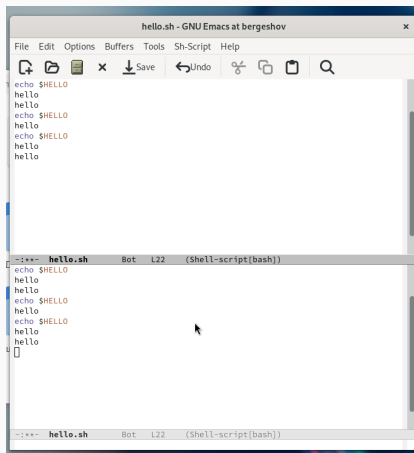 hello.sh - GNU Emacs at bergeshov
File Edit Options Buffers Tools Sh-Script Help
Save Undo
echo $HELLO
hello
hello
echo $HELLO
hello
echo $HELLO
hello
hello
-:**- hello.sh Bot L22 (Shell-script[bash])
echo $HELLO
hello
hello
echo $HELLO
hello
echo $HELLO
hello
hello
-:**- hello.sh Bot L22 (Shell-script[bash])